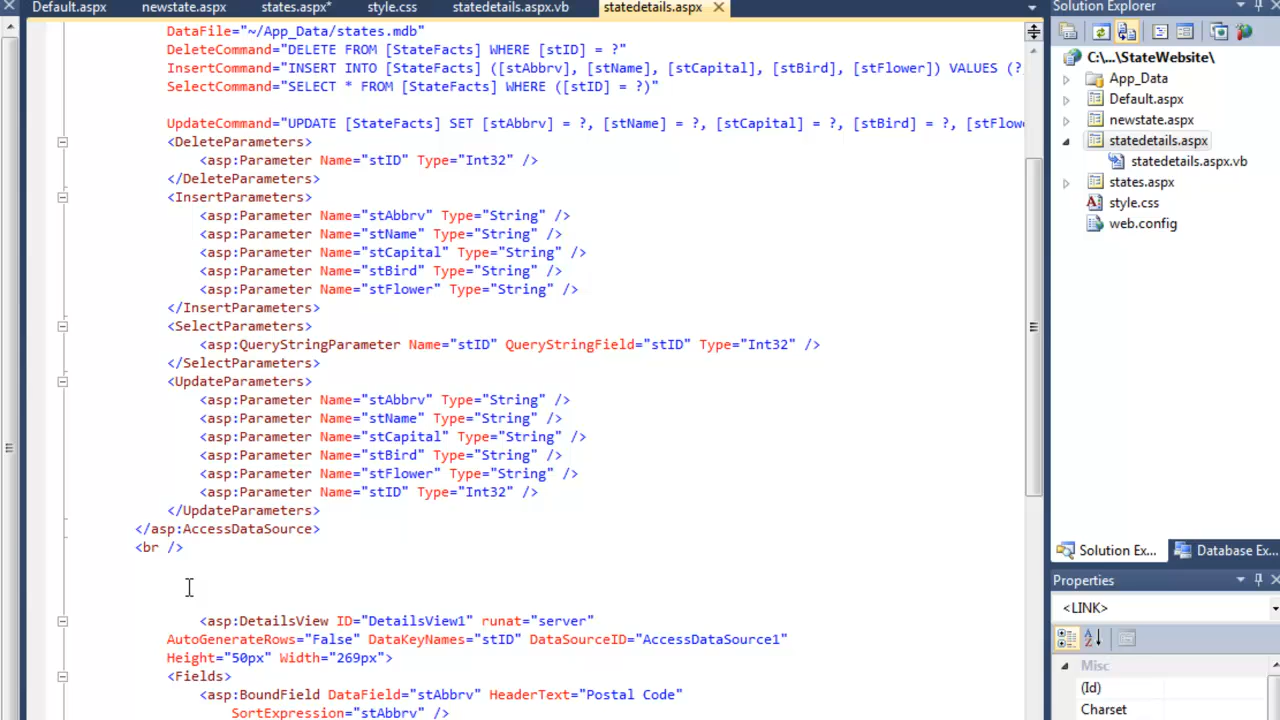 Default.aspx newstate.aspx states.aspx* style.css statedetails.aspx.vb statedetails.aspx
DataFile="~/App_Data/states.mdb"
DeleteCommand="DELETE FROM [StateFacts] WHERE [stID] = ?"
InsertCommand="INSERT INTO [StateFacts] ([stAbbrv], [stName], [stCapital], [stBird], [stFlower]) VALUES (?,
SelectCommand="SELECT * FROM [StateFacts] WHERE ([stID] = ?)"
UpdateCommand="UPDATE [StateFacts] SET [stAbbrv] = ?, [stName] = ?, [stCapital] = ?, [stBird] = ?, [stFlowe
<DeleteParameters>
<asp:Parameter Name="stID" Type="Int32" />
</DeleteParameters>
<InsertParameters>
<asp:Parameter Name="stAbbrv" Type="String" />
<asp:Parameter Name="stName" Type="String" />
<asp:Parameter Name="stCapital" Type="String" />
<asp:Parameter Name="stBird" Type="String" />
<asp:Parameter Name="stFlower" Type="String" />
</InsertParameters>
<SelectParameters>
<asp:QueryStringParameter Name="stID" QueryStringField="stID" Type="Int32" />
</SelectParameters>
<UpdateParameters>
<asp:Parameter Name="stAbbrv" Type="String" />
<asp:Parameter Name="stName" Type="String" />
<asp:Parameter Name="stCapital" Type="String" />
<asp:Parameter Name="stBird" Type="String" />
<asp:Parameter Name="stFlower" Type="String" />
<asp:Parameter Name="stID" Type="Int32" />
</UpdateParameters>
</asp:AccessDataSource>
<br />
<asp:DetailsView ID="DetailsView1" runat="server"
AutoGenerateRows="False" DataKeyNames="stID" DataSourceID="AccessDataSource1"
Height="50px" Width="269px">
<Fields>
<asp:BoundField DataField="stAbbrv" HeaderText="Postal Code"
SortExpression="stAbbrv" />
Solution Explorer
C:\...\StateWebsite\
App_Data
Default.aspx
newstate.aspx
statedetails.aspx
statedetails.aspx.vb
states.aspx
style.css
web.config
Solution Ex... Database Ex...
Properties
<LINK>
Misc
(Id)
Charset